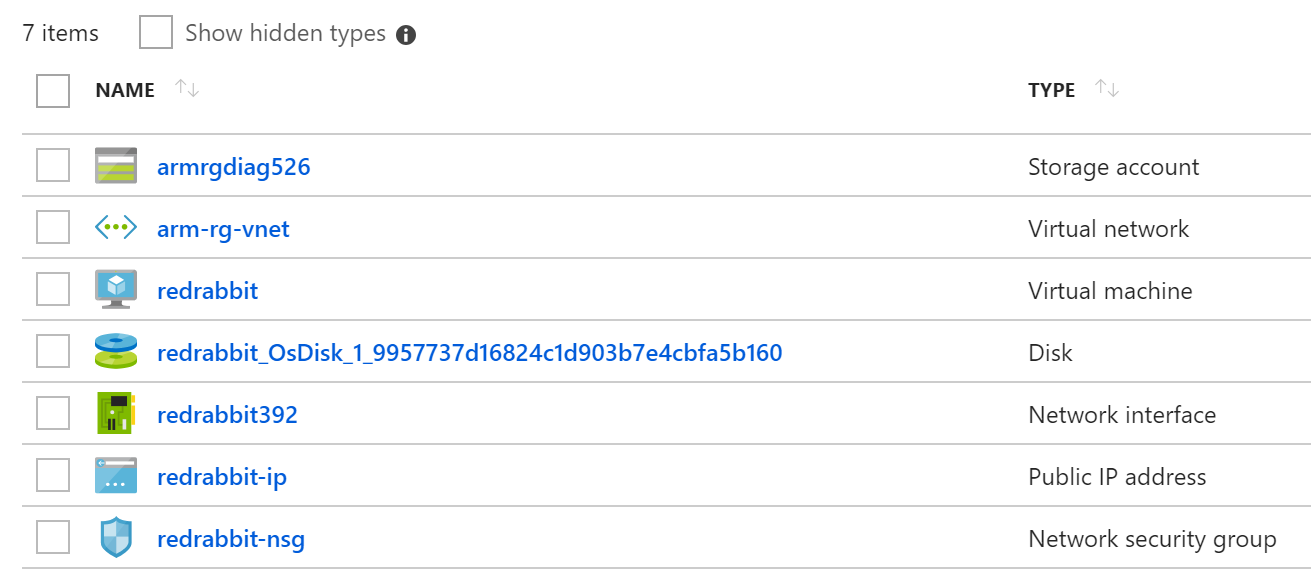 7 items Show hidden types
NAME TYPE
armrgdiag526 Storage account
arm-rg-vnet Virtual network
redrabbit Virtual machine
redrabbit_OsDisk_1_9957737d16824c1d903b7e4cbfa5b160 Disk
redrabbit392 Network interface
redrabbit-ip Public IP address
redrabbit-nsg Network security group